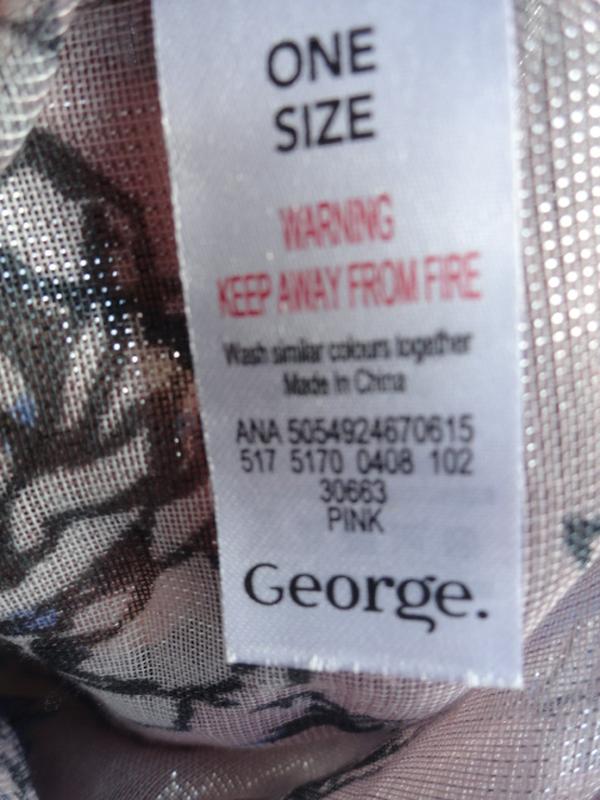 ONE
SIZE
WARNING
KEEP AWAY FROM FIRE
Wash similar colours together
Made In China
ANA 5054924670615
517 5170 0408 102
30663
PINK
George.